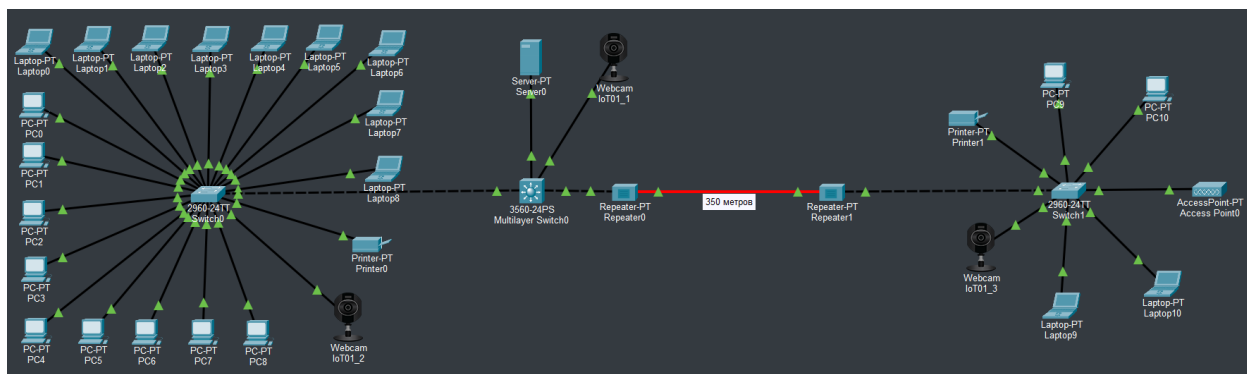 Laptop-PT
Laptop0
Laptop-PT
Laptop1
Laptop-PT
Laptop2
Laptop-PT
Laptop3
Laptop-PT
Laptop4
Laptop-PT
Laptop5
Laptop-PT
Laptop6
Laptop-PT
Laptop7
Laptop-PT
Laptop8
PC-PT
PC0
PC-PT
PC1
PC-PT
PC2
PC-PT
PC3
PC-PT
PC4
PC-PT
PC5
PC-PT
PC6
PC-PT
PC7
PC-PT
PC8
2960-24TT
Switch0
Printer-PT
Printer0
Webcam
IoT01_2
Server-PT
Server0
Webcam
IoT01_1
3560-24PS
Multilayer Switch0
Repeater-PT
Repeater0
350 метров
Repeater-PT
Repeater1
Printer-PT
Printer1
PC-PT
PC9
PC-PT
PC10
2960-24TT
Switch1
AccessPoint-PT
Access Point0
Webcam
IoT01_3
Laptop-PT
Laptop9
Laptop-PT
Laptop10